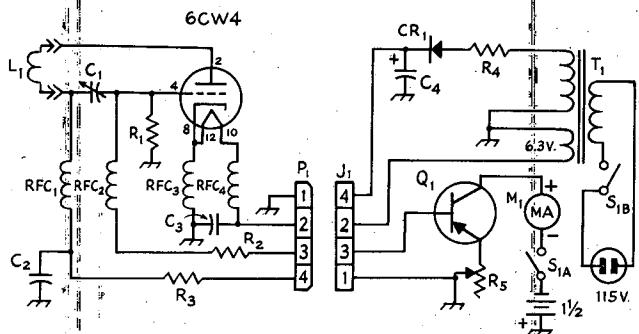 6CW4
L1
C1
2
4
8
12
10
R1
RFC1
RFC2
RFC3
RFC4
C3
C2
R2
R3
P1
1
2
3
4
J1
4
2
3
1
CR1
+
C4
R4
T1
6.3V.
Q1
+
M1
MA
-
S1B
S1A
R5
+
1½
115V.